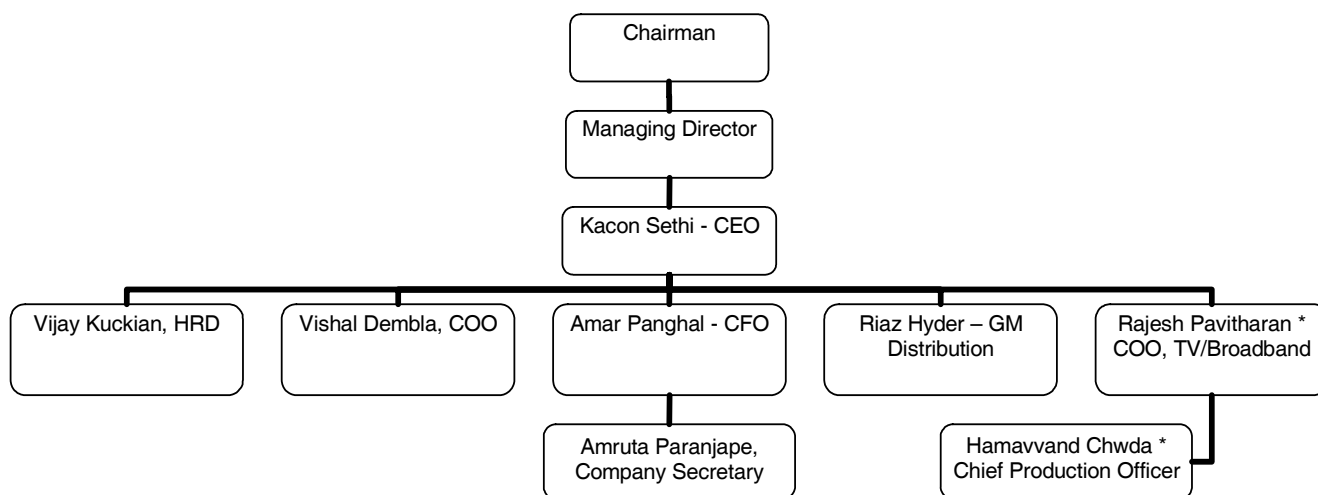 Chairman
Managing Director
Kacon Sethi - CEO
Vijay Kuckian, HRD
Vishal Dembla, COO
Amar Panghal - CFO
Riaz Hyder – GM
Distribution
Rajesh Pavitharan *
COO, TV/Broadband
Amruta Paranjape,
Company Secretary
Hamavvand Chwda *
Chief Production Officer